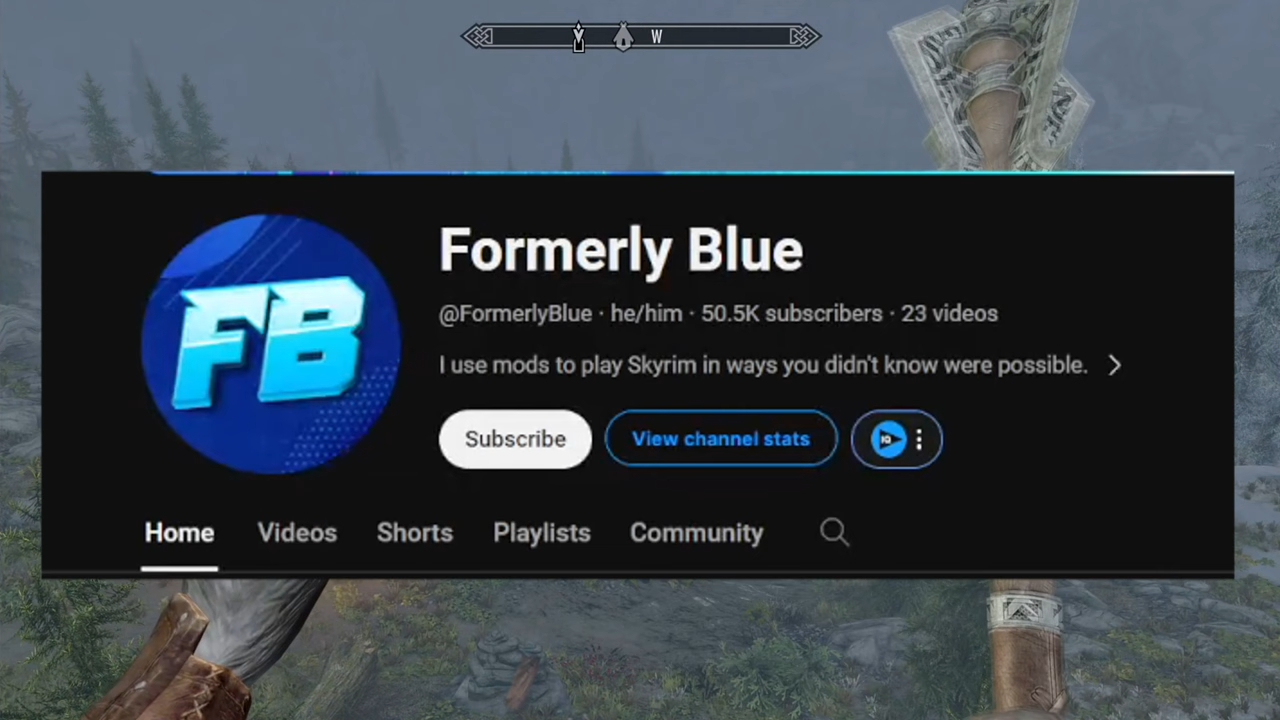 W
FB
Formerly Blue
@FormerlyBlue · he/him · 50.5K subscribers · 23 videos
I use mods to play Skyrim in ways you didn't know were possible.
Subscribe
View channel stats
IQ
Home Videos Shorts Playlists Community